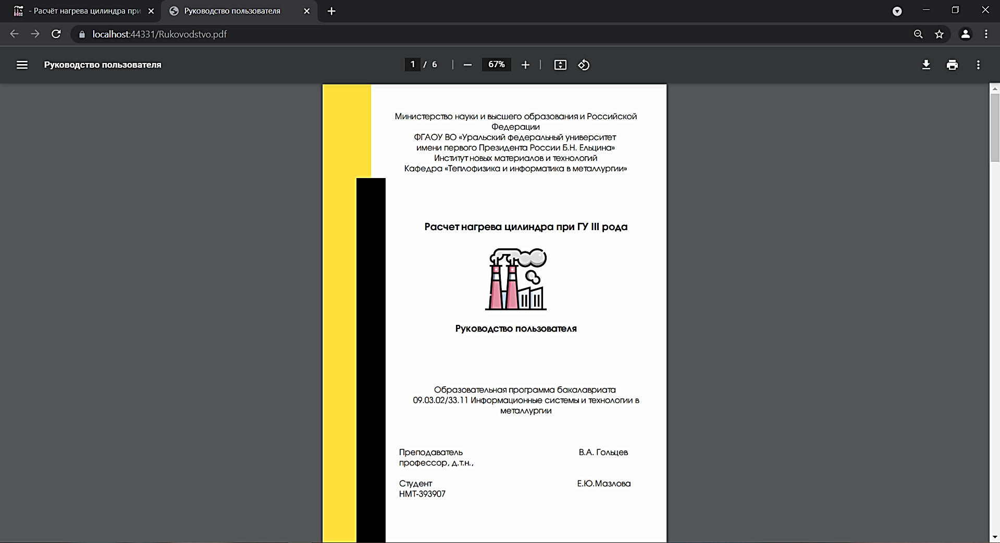 - Расчёт нагрева цилиндра при
Руководство пользователя
localhost:44331/Rukovodstvo.pdf
Руководство пользователя
1 / 6
67%
Министерство науки и высшего образования и Российской
Федерации
ФГАОУ ВО «Уральский федеральный университет
имени первого Президента России Б.Н. Ельцина»
Институт новых материалов и технологий
Кафедра «Теплофизика и информатика в металлургии»
Расчет нагрева цилиндра при ГУ III рода
Руководство пользователя
Образовательная программа бакалавриата
09.03.02/33.11 Информационные системы и технологии в
металлургии
Преподаватель В.А. Гольцев
профессор, д.т.н.,
Студент Е.Ю.Мазлова
НМТ-393907